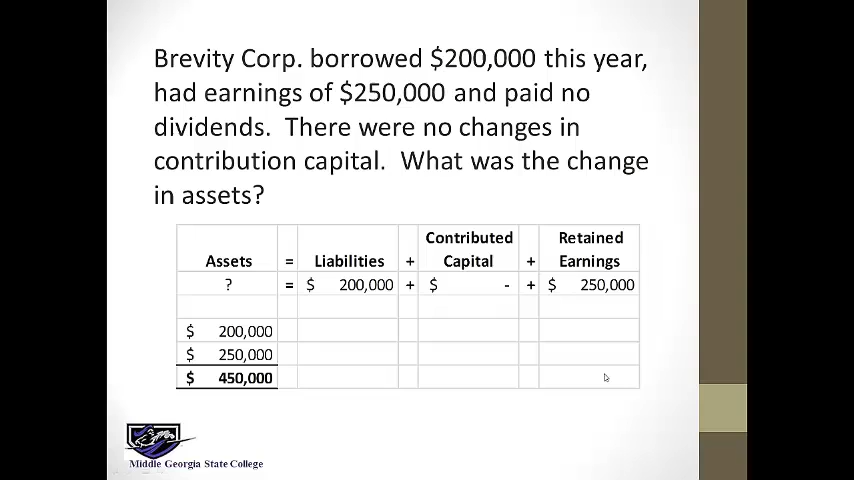 Brevity Corp. borrowed $200,000 this year,
had earnings of $250,000 and paid no
dividends.  There were no changes in
contribution capital.  What was the change
in assets?
Contributed Retained
Assets = Liabilities + Capital + Earnings
? = $ 200,000 + $ - + $ 250,000
$ 200,000
$ 250,000
$ 450,000
Middle Georgia State College